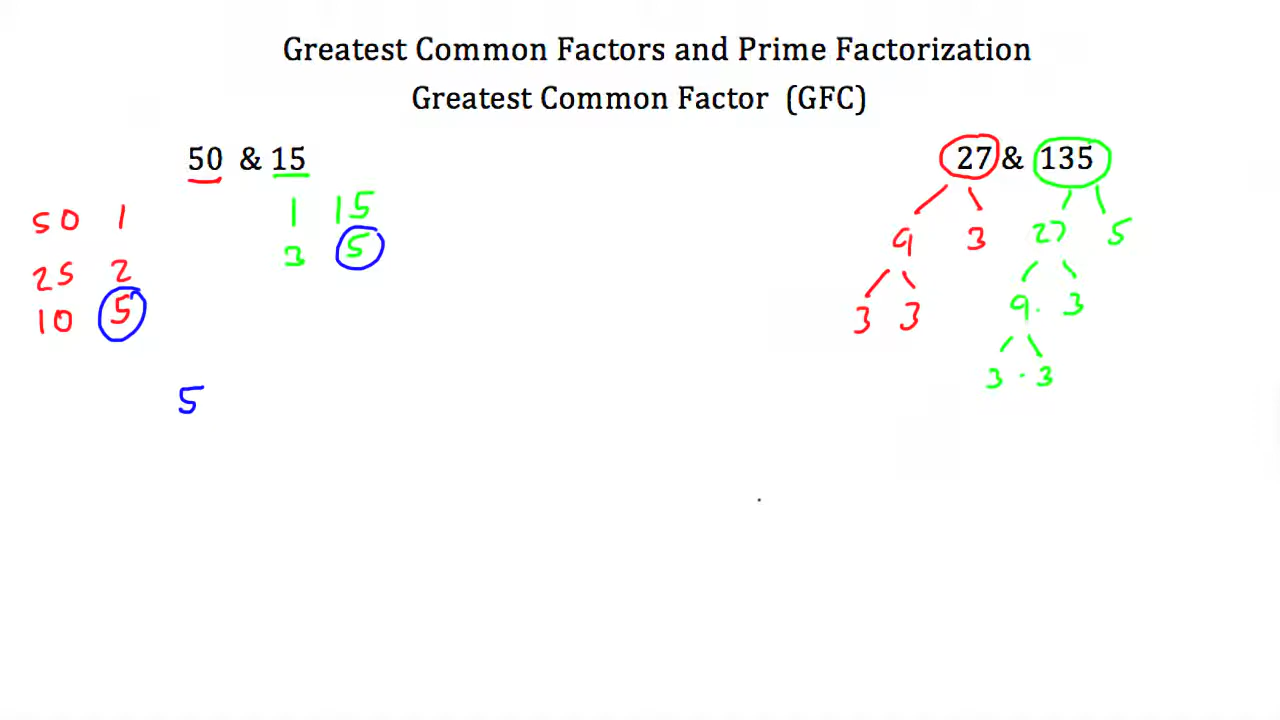 Greatest Common Factors and Prime Factorization
Greatest Common Factor (GFC)
50 & 15
50 1
25 2
10 5
1 15
3 5
5
27 & 135
9 3
3 3
27 5
9 · 3
3 · 3